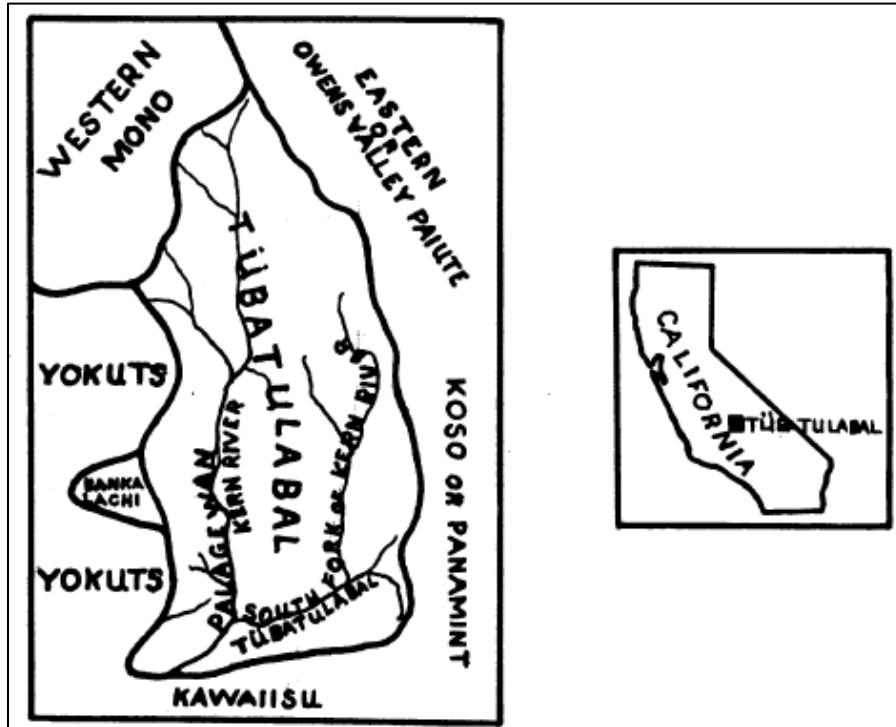 WESTERN
MONO
EASTERN
OR
OWENS VALLEY PAIUTE
TÜBATULABAL
YOKUTS
KERN RIVER
PALAGEWAN
BANKA
LACHI
YOKUTS
SOUTH FORK OF KERN RIVER
TÜBATULABAL
KOSO OR PANAMINT
KAWAIISU
CALIFORNIA
TÜBATULABAL